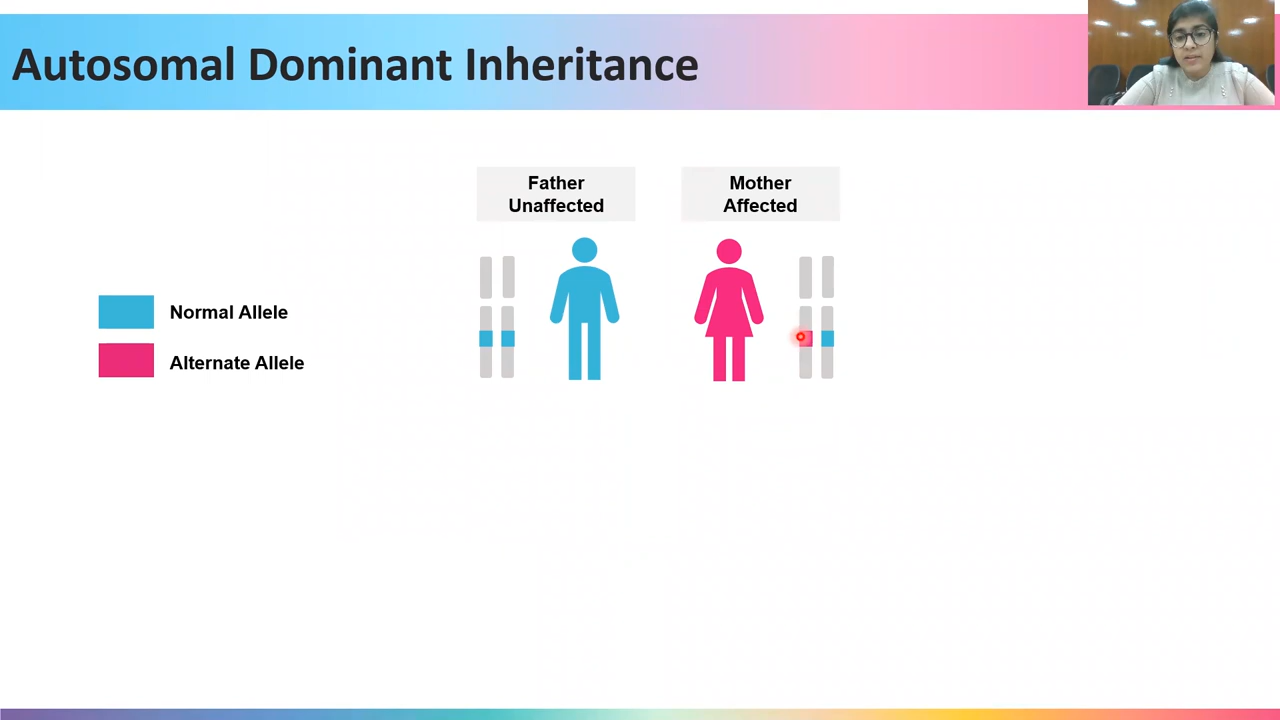 Autosomal Dominant Inheritance
Father
Unaffected
Mother
Affected
Normal Allele
Alternate Allele